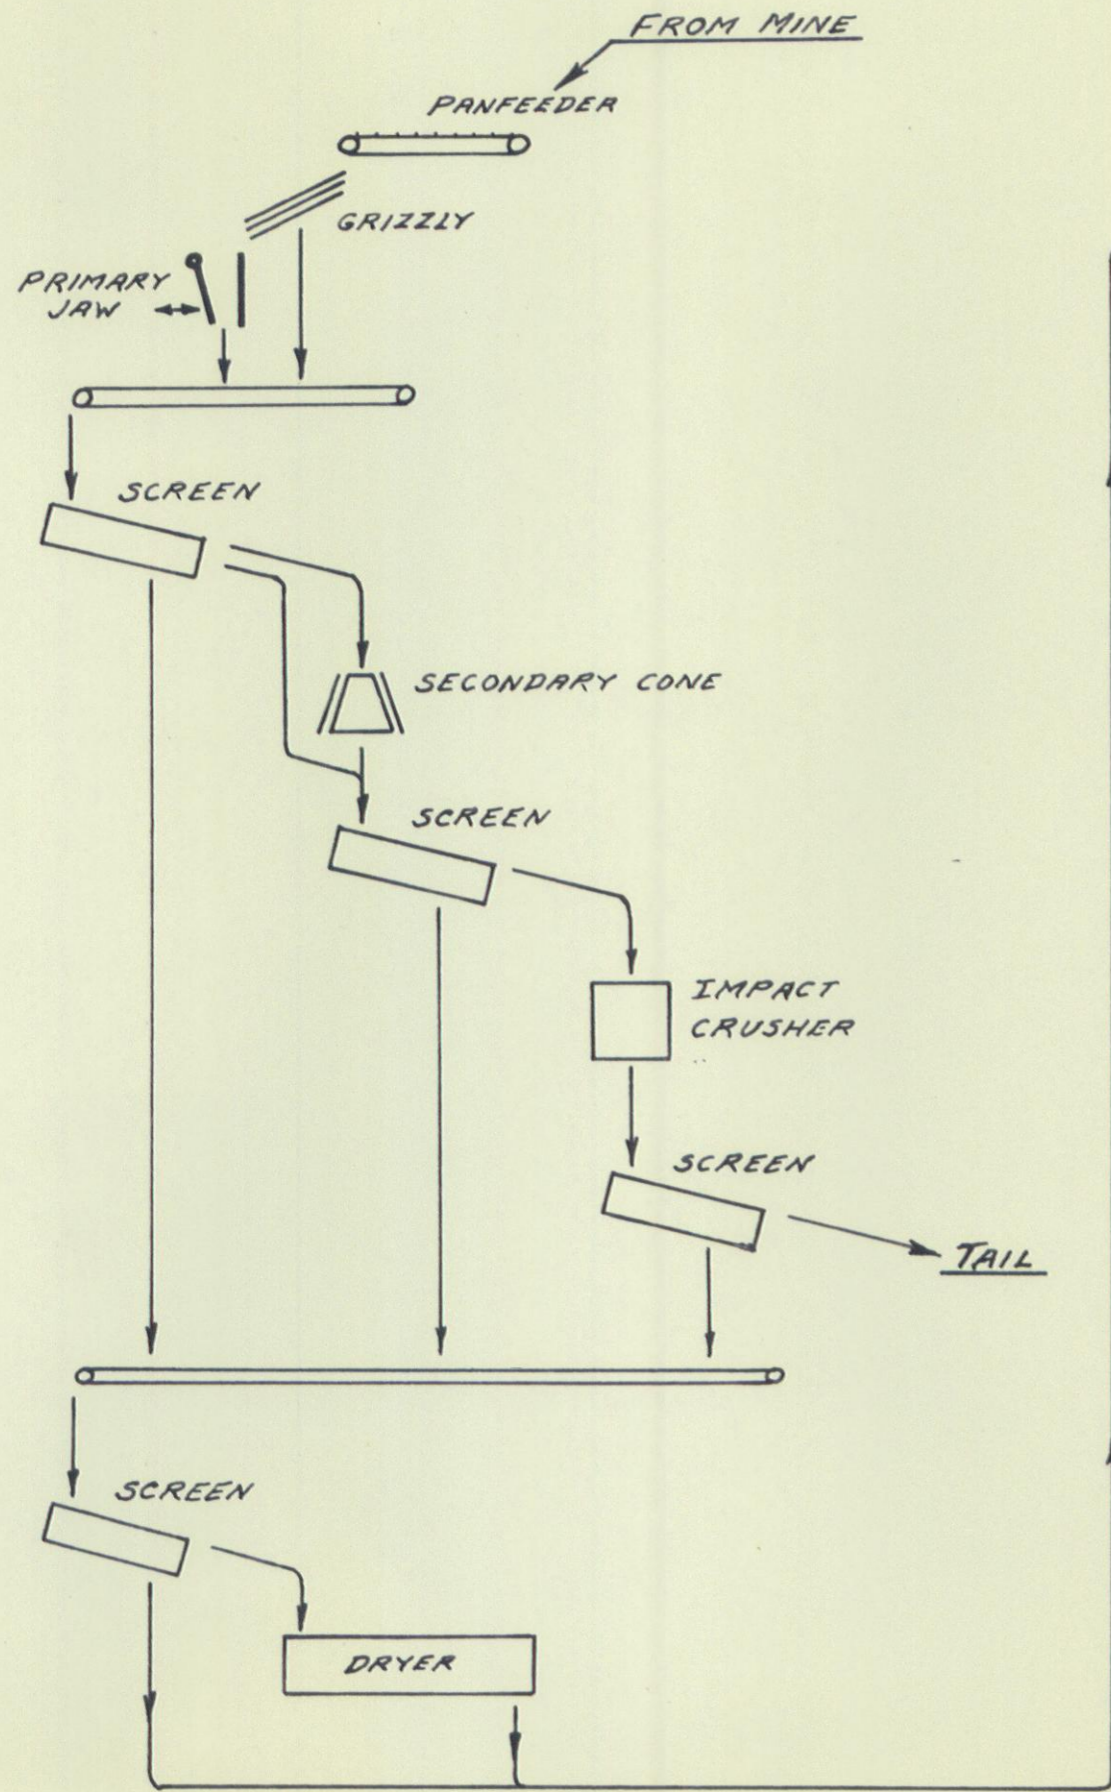 FROM MINE
PANFEEDER
GRIZZLY
PRIMARY
JAW
SCREEN
SECONDARY CONE
SCREEN
IMPACT
CRUSHER
SCREEN
TAIL
SCREEN
DRYER